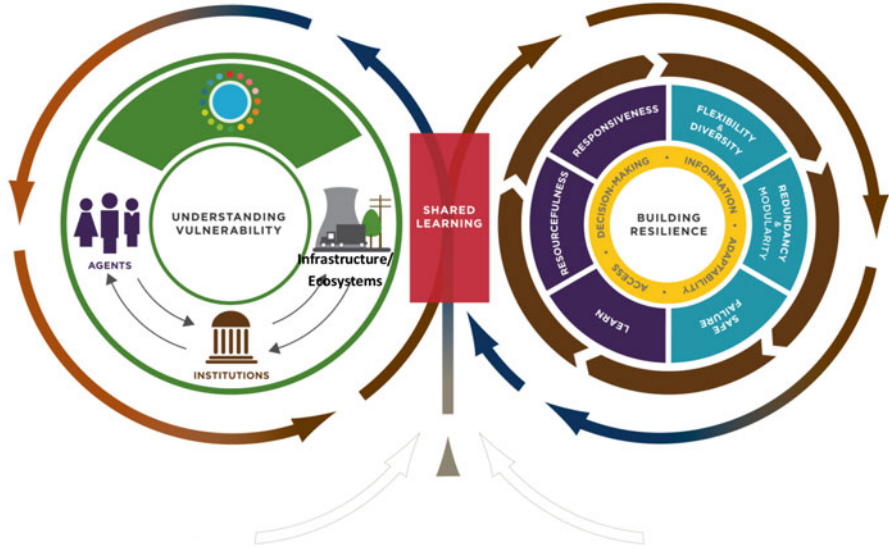 UNDERSTANDING
VULNERABILITY
AGENTS
Infrastructure/
Ecosystems
INSTITUTIONS
SHARED
LEARNING
BUILDING
RESILIENCE
DECISION-MAKING • INFORMATION • ADAPTABILITY • ACCESS •
RESPONSIVENESS
FLEXIBILITY
&
DIVERSITY
REDUNDANCY
&
MODULARITY
SAFE
FAILURE
LEARN
RESOURCEFULNESS